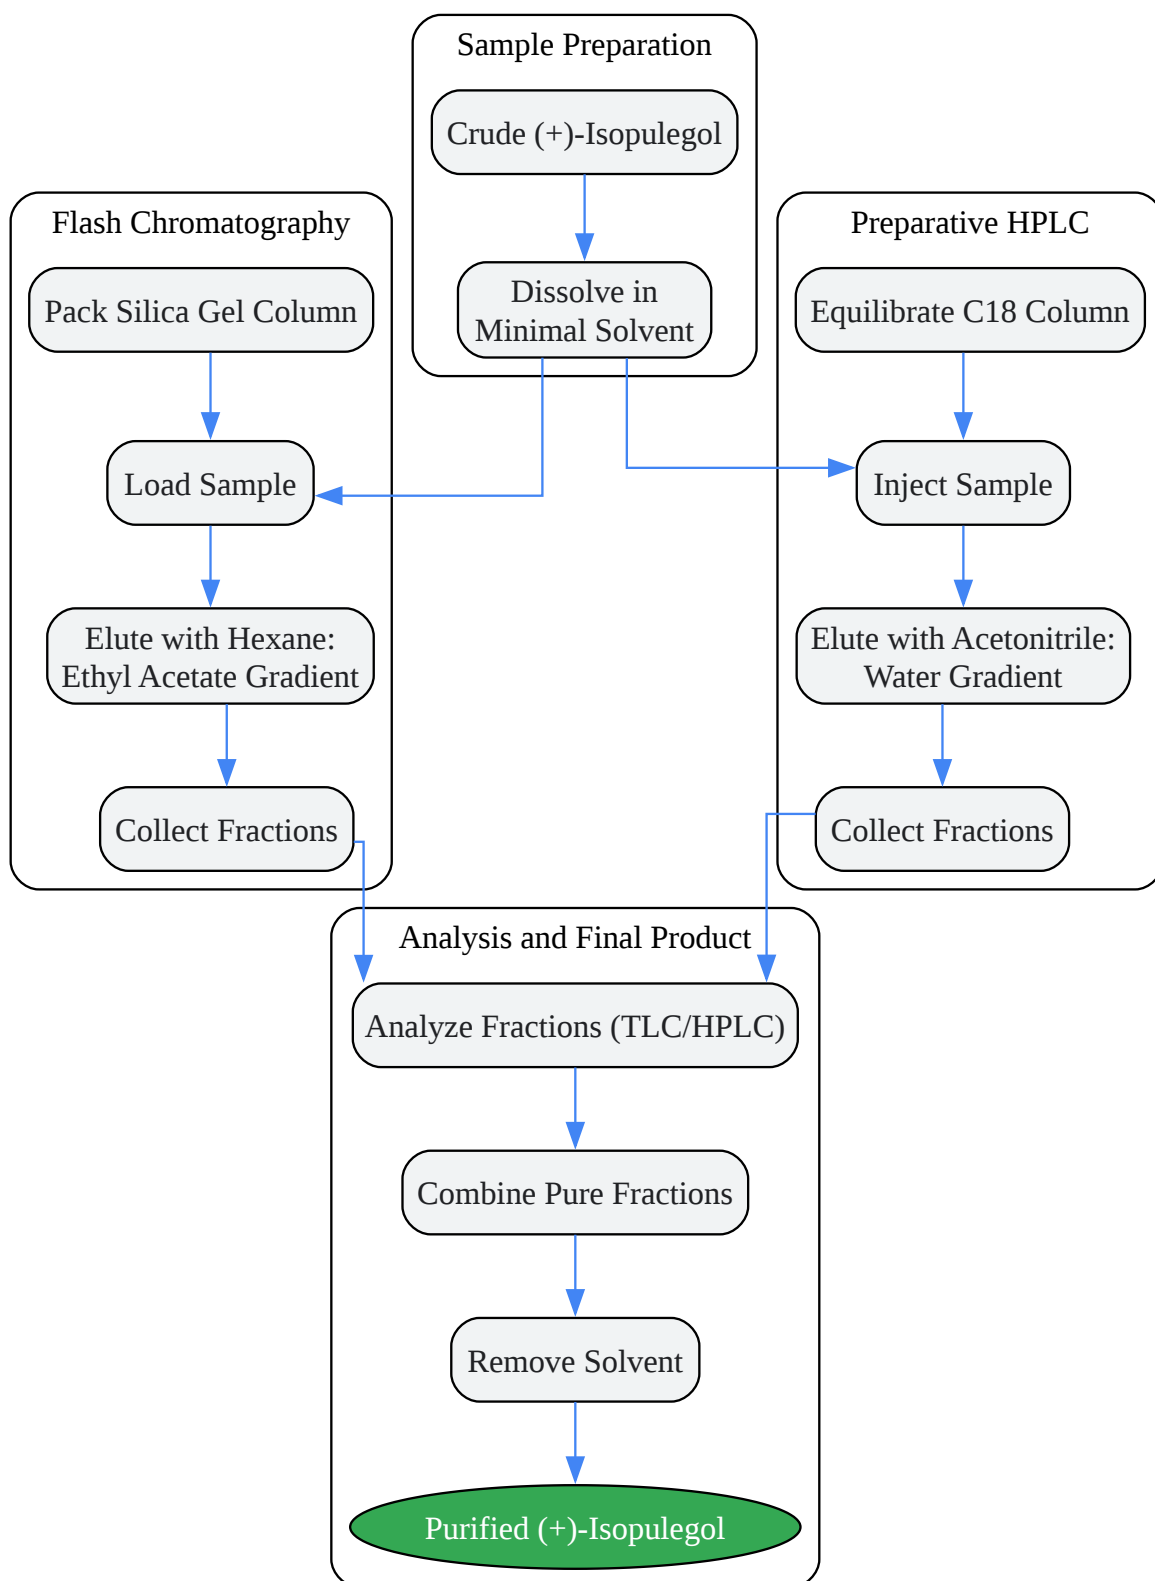 Sample Preparation
Crude (+)-Isopulegol
Dissolve in
Minimal Solvent
Flash Chromatography
Pack Silica Gel Column
Load Sample
Elute with Hexane:
Ethyl Acetate Gradient
Collect Fractions
Preparative HPLC
Equilibrate C18 Column
Inject Sample
Elute with Acetonitrile:
Water Gradient
Collect Fractions
Analysis and Final Product
Analyze Fractions (TLC/HPLC)
Combine Pure Fractions
Remove Solvent
Purified (+)-Isopulegol